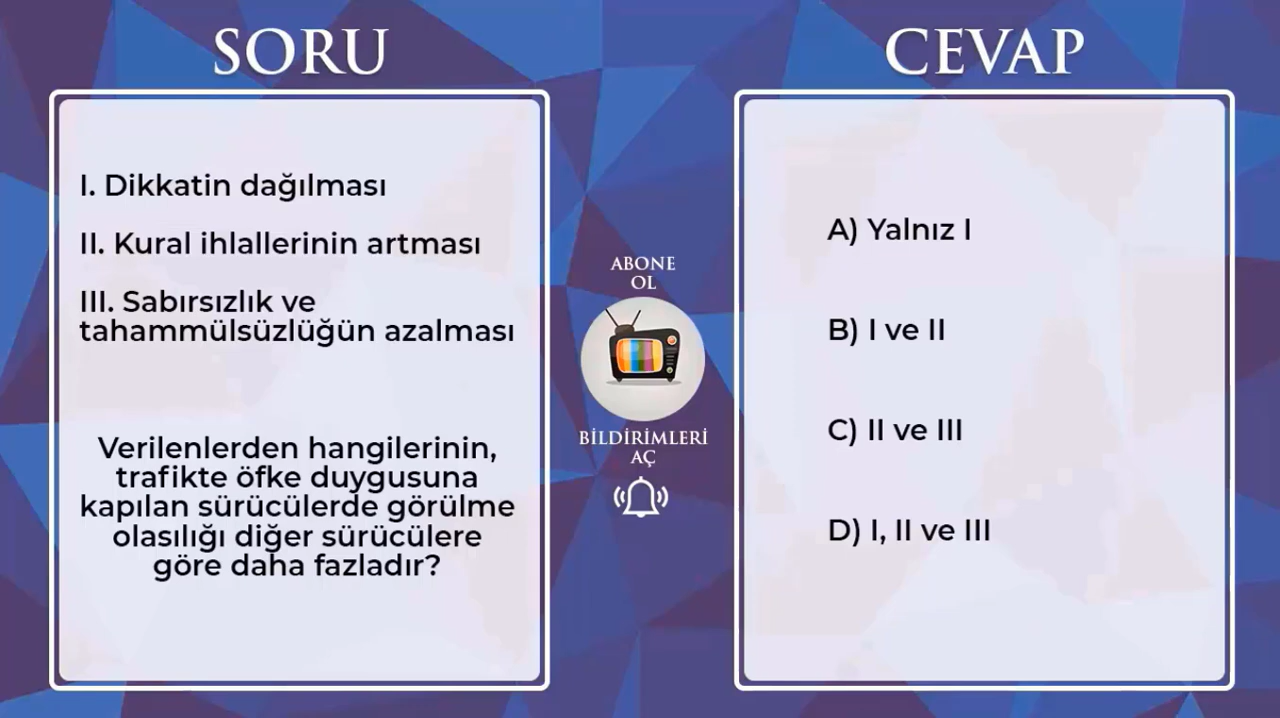 SORU
I. Dikkatin dağılması
II. Kural ihlallerinin artması
III. Sabırsızlık ve
tahammülsüzlüğün azalması
Verilenlerden hangilerinin,
trafikte öfke duygusuna
kapılan sürücülerde görülme
olasılığı diğer sürücülere
göre daha fazladır?
ABONE
OL
BİLDİRİMLERİ
AÇ
CEVAP
A) Yalnız I
B) I ve II
C) II ve III
D) I, II ve III